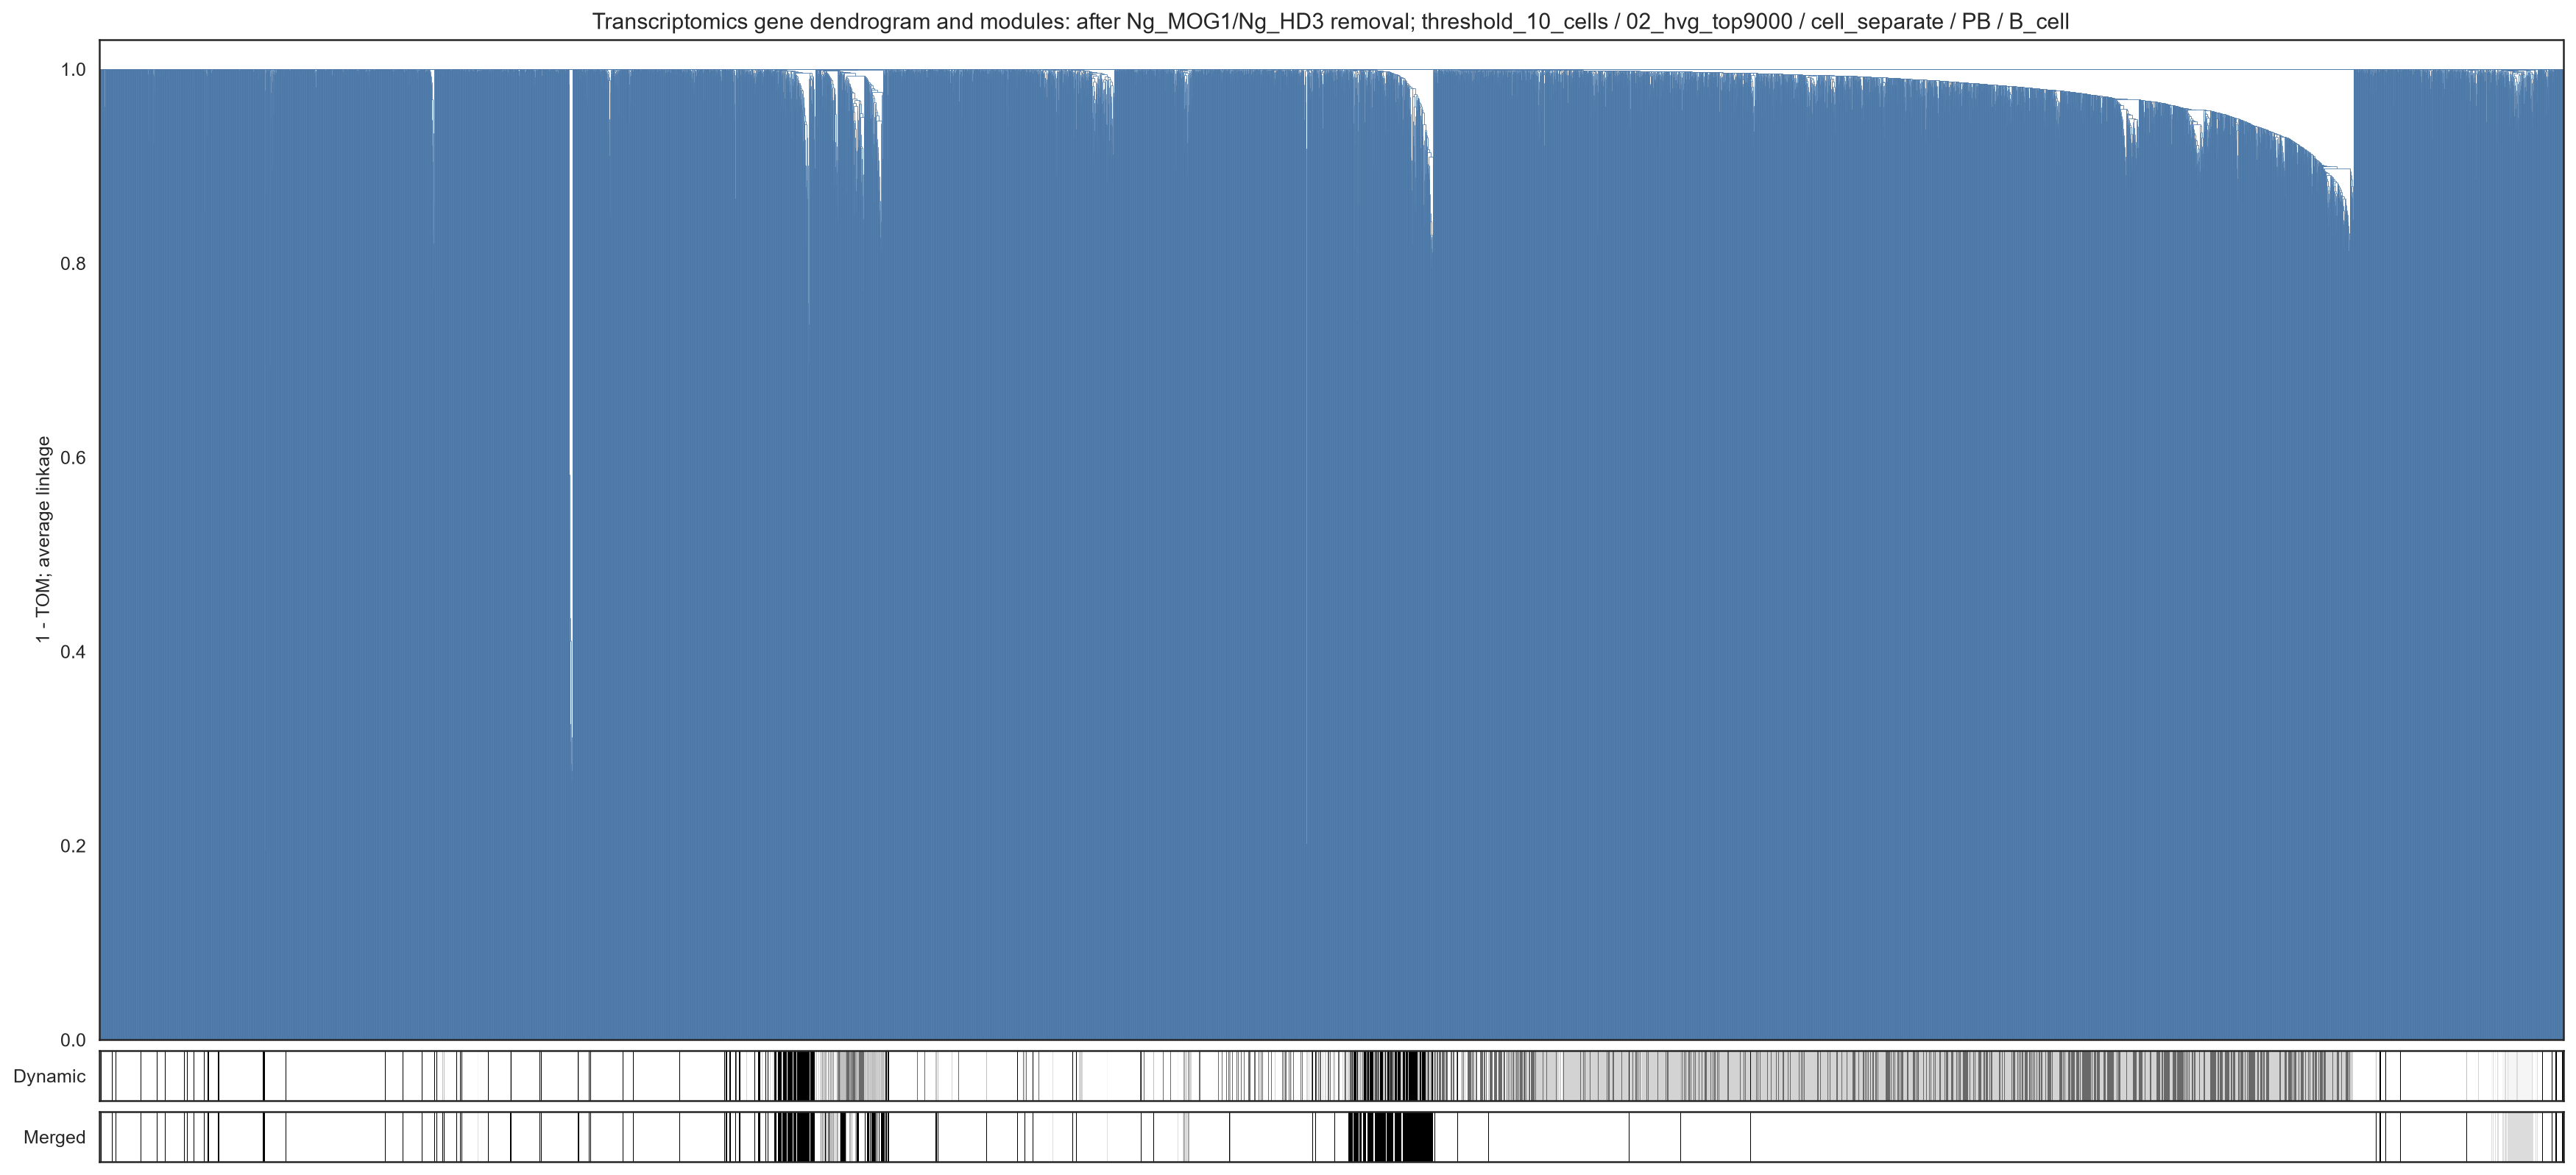 Transcriptomics gene dendrogram and modules: after Ng_MOG1/Ng_HD3 removal; threshold_10_cells / 02_hvg_top9000 / cell_separate / PB / B_cell
1.0
0.8
0.6
0.4
0.2
0.0
1 - TOM; average linkage
Dynamic
Merged